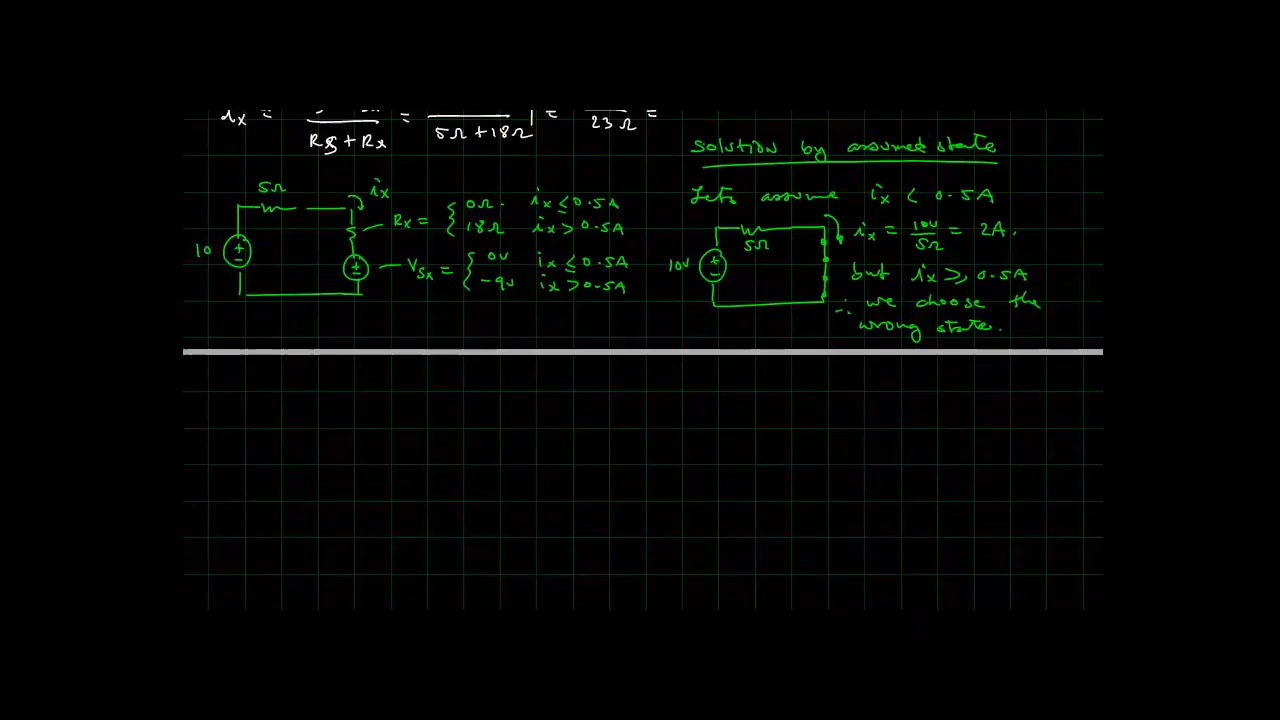 ix = 
Rs + Rx = 5Ω + 18Ω = 23Ω =
solution by assumed state
5Ω ix
Rx = { 0Ω. ix ≤ 0.5A
18Ω ix > 0.5A
10
Vsx = { 0V ix ≤ 0.5A
-9V ix > 0.5A
Lets assume ix < 0.5A
5Ω
10V
ix = 10V/5Ω = 2A.
but ix ≥ 0.5A
∴ we choose the
wrong state.